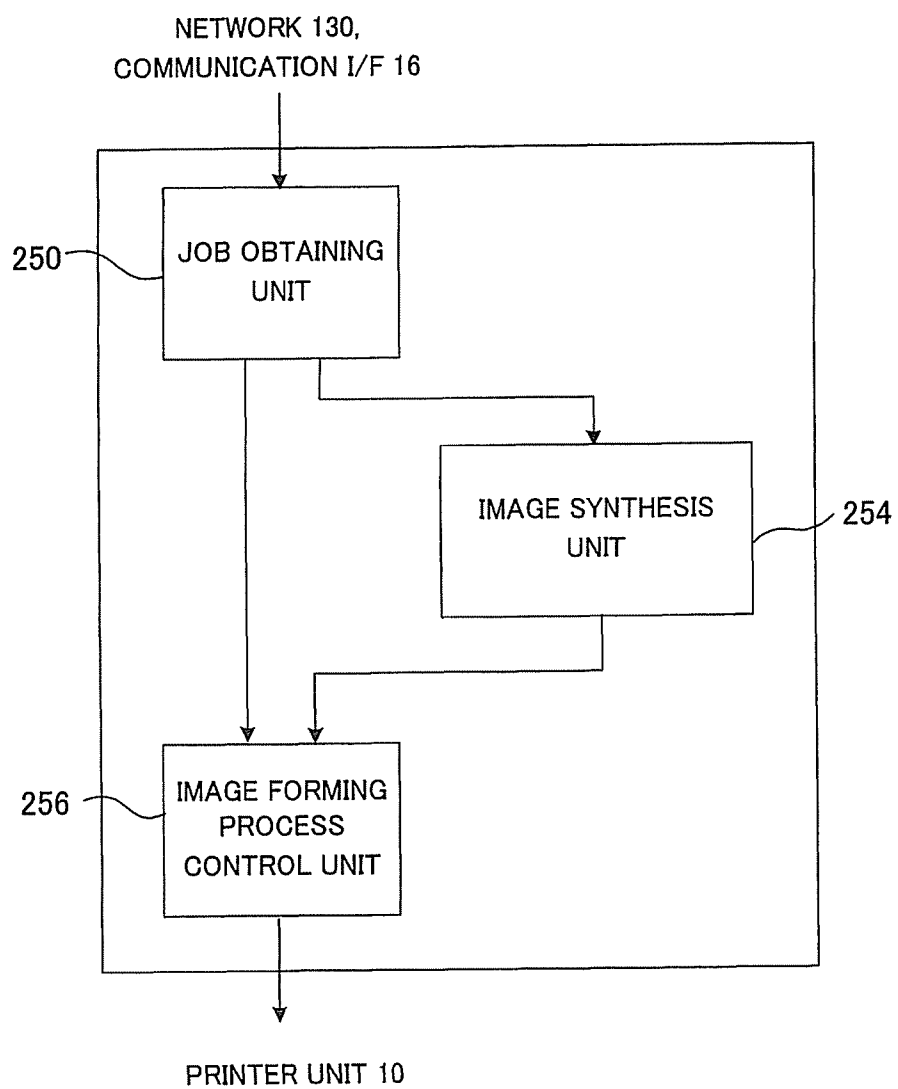 NETWORK 130,
COMMUNICATION I/F 16
250
JOB OBTAINING
UNIT
IMAGE SYNTHESIS
UNIT
254
256
IMAGE FORMING
PROCESS
CONTROL UNIT
PRINTER UNIT 10